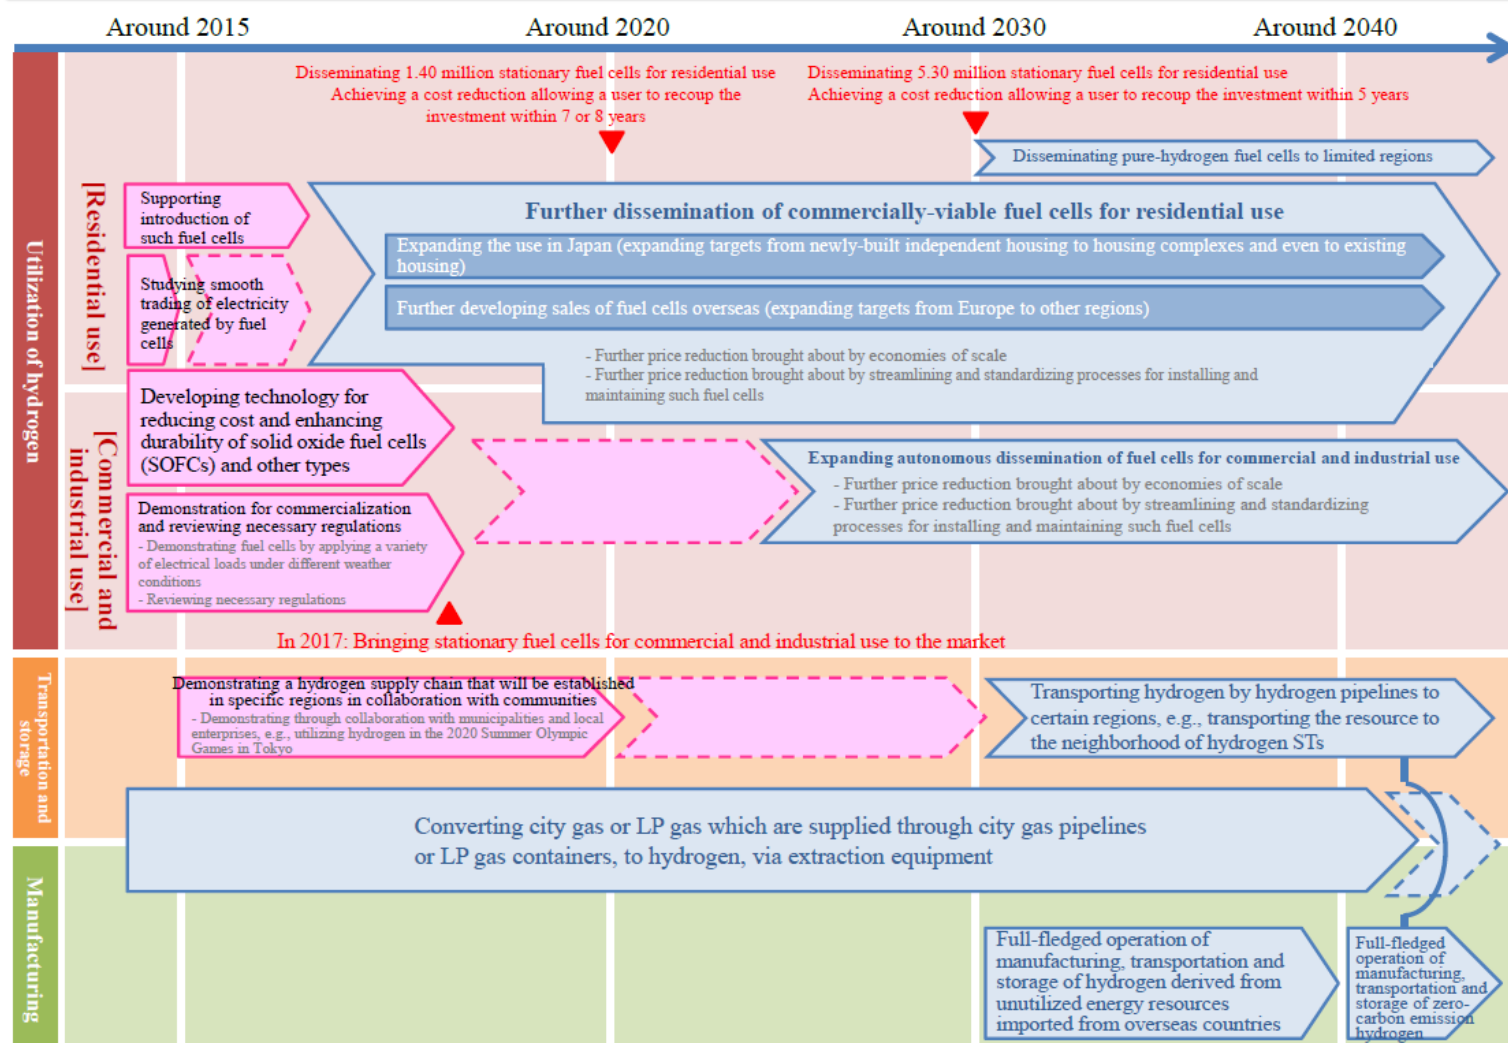 Around 2015
Around 2020
Around 2030
Around 2040
Disseminating 1.40 million stationary fuel cells for residential use
Achieving a cost reduction allowing a user to recoup the
investment within 7 or 8 years
Disseminating 5.30 million stationary fuel cells for residential use
Achieving a cost reduction allowing a user to recoup the investment within 5 years
Disseminating pure-hydrogen fuel cells to limited regions
Utilization of hydrogen
[Residential use]
Supporting
introduction of
such fuel cells
Studying smooth
trading of electricity
generated by fuel
cells
Further dissemination of commercially-viable fuel cells for residential use
Expanding the use in Japan (expanding targets from newly-built independent housing to housing complexes and even to existing
housing)
Further developing sales of fuel cells overseas (expanding targets from Europe to other regions)
- Further price reduction brought about by economies of scale
- Further price reduction brought about by streamlining and standardizing processes for installing and
maintaining such fuel cells
[Commercial and
industrial use]
Developing technology for
reducing cost and enhancing
durability of solid oxide fuel cells
(SOFCs) and other types
Demonstration for commercialization
and reviewing necessary regulations
- Demonstrating fuel cells by applying a variety
of electrical loads under different weather
conditions
- Reviewing necessary regulations
Expanding autonomous dissemination of fuel cells for commercial and industrial use
- Further price reduction brought about by economies of scale
- Further price reduction brought about by streamlining and standardizing
processes for installing and maintaining such fuel cells
In 2017: Bringing stationary fuel cells for commercial and industrial use to the market
Transportation and
storage
Demonstrating a hydrogen supply chain that will be established
in specific regions in collaboration with communities
- Demonstrating through collaboration with municipalities and local
enterprises, e.g., utilizing hydrogen in the 2020 Summer Olympic
Games in Tokyo
Transporting hydrogen by hydrogen pipelines to
certain regions, e.g., transporting the resource to
the neighborhood of hydrogen STs
Converting city gas or LP gas which are supplied through city gas pipelines
or LP gas containers, to hydrogen, via extraction equipment
Manufacturing
Full-fledged operation of
manufacturing, transportation and
storage of hydrogen derived from
unutilized energy resources
imported from overseas countries
Full-fledged
operation of
manufacturing,
transportation and
storage of zero-
carbon emission
hydrogen